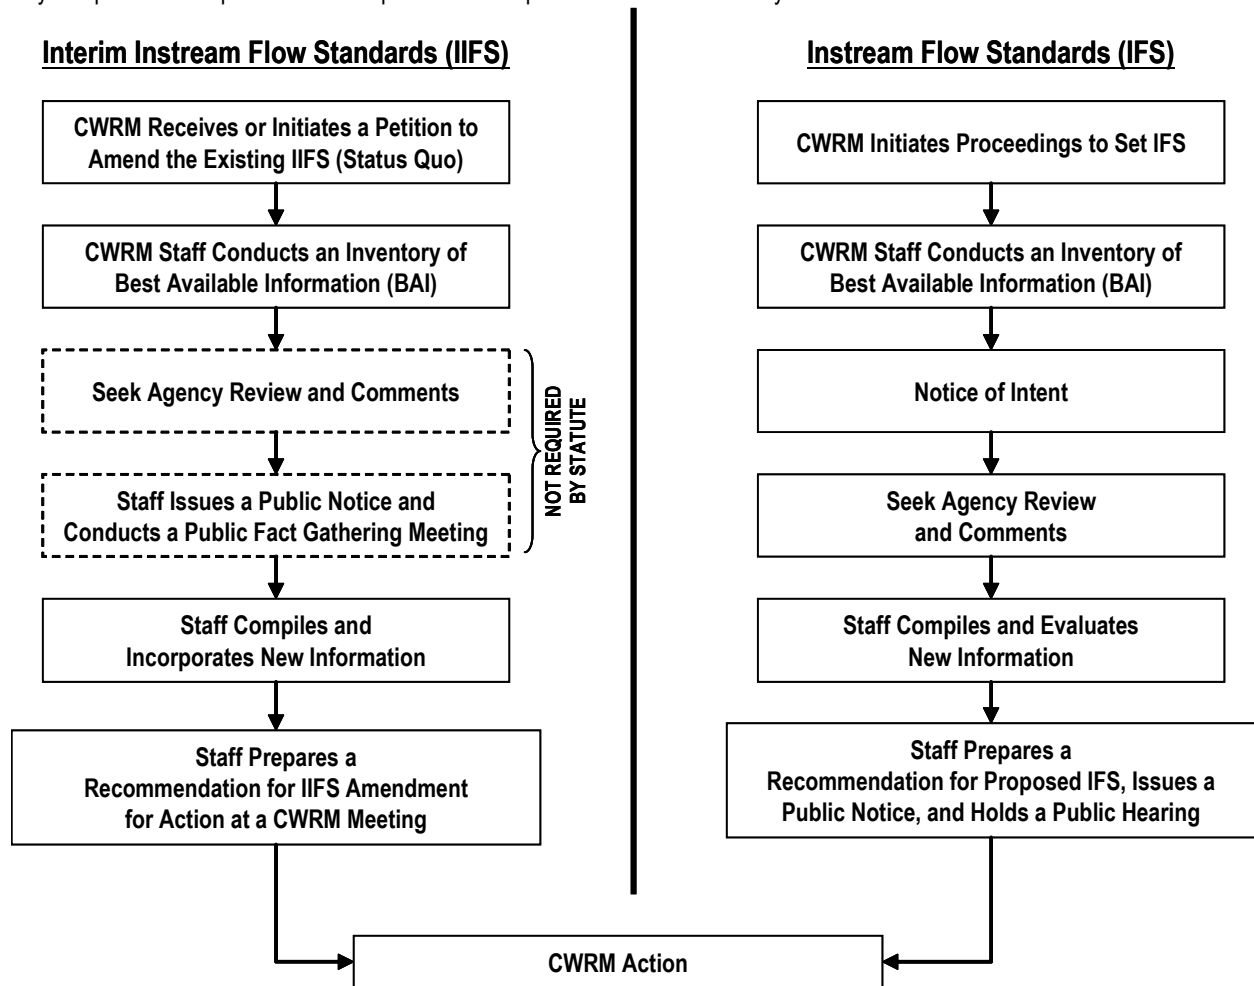 Interim Instream Flow Standards (IIFS)
CWRM Receives or Initiates a Petition to
Amend the Existing IIFS (Status Quo)
CWRM Staff Conducts an Inventory of
Best Available Information (BAI)
Seek Agency Review and Comments
Staff Issues a Public Notice and
Conducts a Public Fact Gathering Meeting
NOT REQUIRED
BY STATUTE
Staff Compiles and
Incorporates New Information
Staff Prepares a
Recommendation for IIFS Amendment
for Action at a CWRM Meeting
Instream Flow Standards (IFS)
CWRM Initiates Proceedings to Set IFS
CWRM Staff Conducts an Inventory of
Best Available Information (BAI)
Notice of Intent
Seek Agency Review
and Comments
Staff Compiles and Evaluates
New Information
Staff Prepares a
Recommendation for Proposed IFS, Issues a
Public Notice, and Holds a Public Hearing
CWRM Action